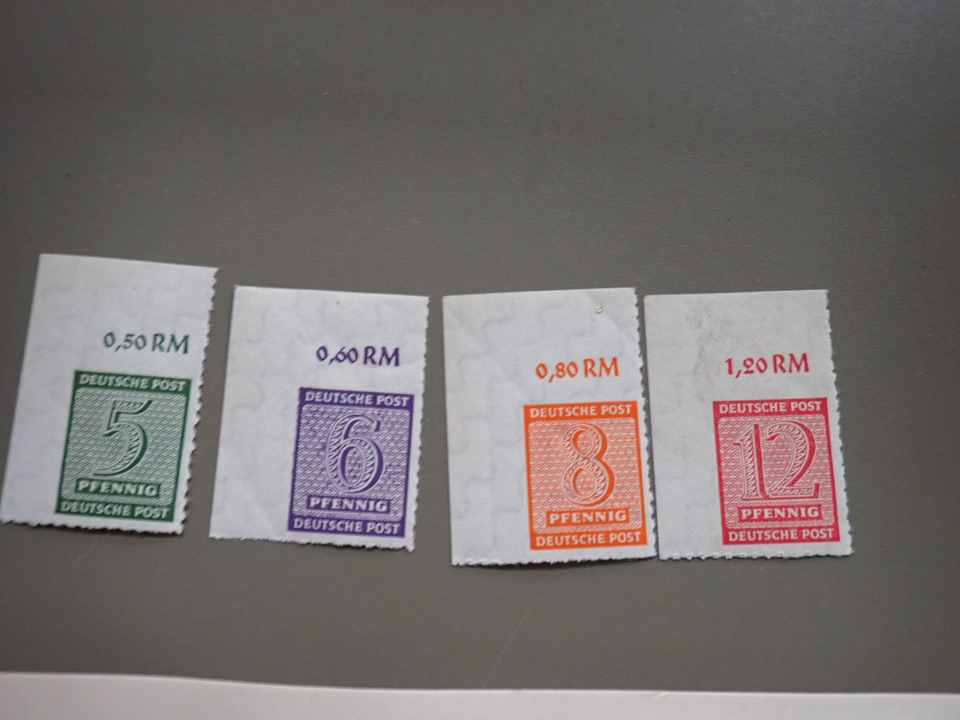 0,50 RM
DEUTSCHE POST
5
PFENNIG
DEUTSCHE POST
0,60 RM
DEUTSCHE POST
6
PFENNIG
DEUTSCHE POST
0,80 RM
DEUTSCHE POST
8
PFENNIG
DEUTSCHE POST
1,20 RM
DEUTSCHE POST
12
PFENNIG
DEUTSCHE POST